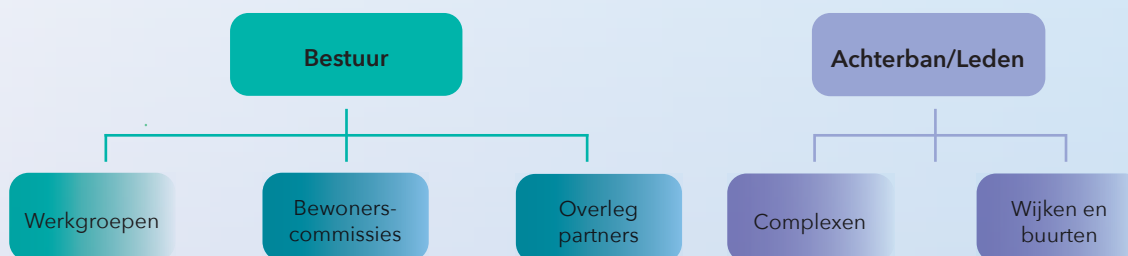 Bestuur
Achterban/Leden
Werkgroepen
Bewoners-
commissies
Overleg
partners
Complexen
Wijken en
buurten